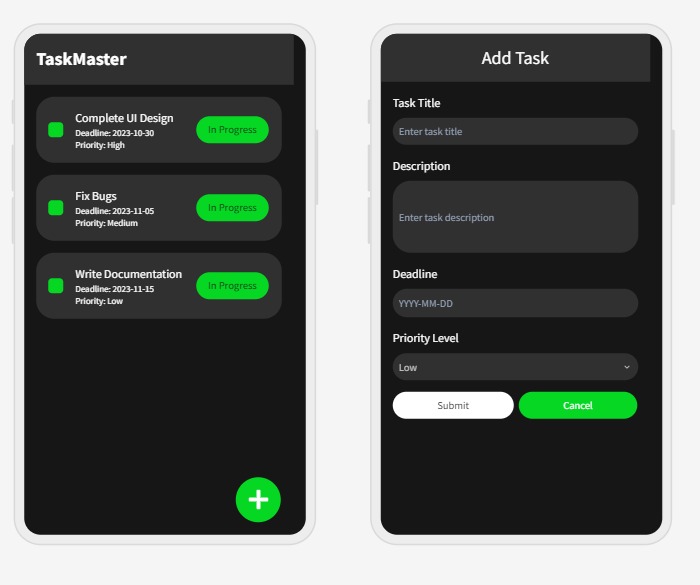 TaskMaster
Complete UI Design
Deadline: 2023-10-30
Priority: High
In Progress
Fix Bugs
Deadline: 2023-11-05
Priority: Medium
In Progress
Write Documentation
Deadline: 2023-11-15
Priority: Low
In Progress
Add Task
Task Title
Enter task title
Description
Enter task description
Deadline
YYYY-MM-DD
Priority Level
Low
Submit
Cancel